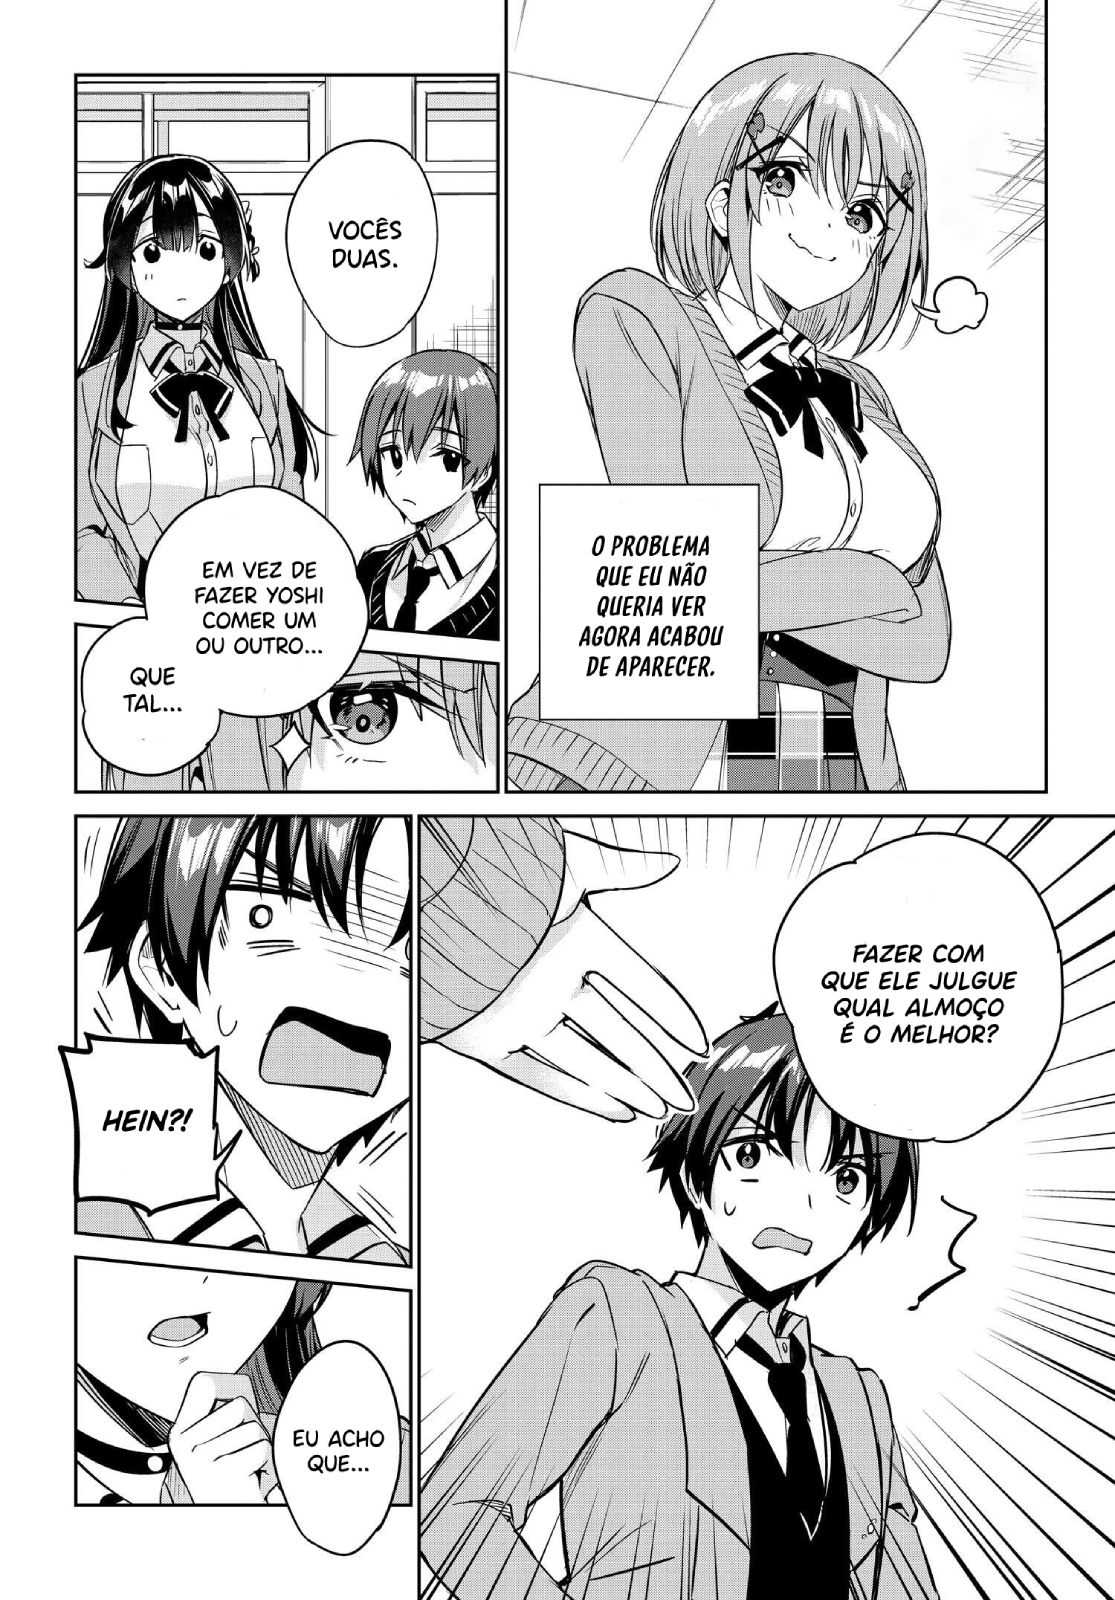 O PROBLEMA
QUE EU NÃO
QUERIA VER
AGORA ACABOU
DE APARECER.
VOCÊS
DUAS.
EM VEZ DE
FAZER YOSHI
COMER UM
OU OUTRO...
QUE
TAL...
FAZER COM
QUE ELE JULGUE
QUAL ALMOÇO
É O MELHOR?
HEIN?!
EU ACHO
QUE...